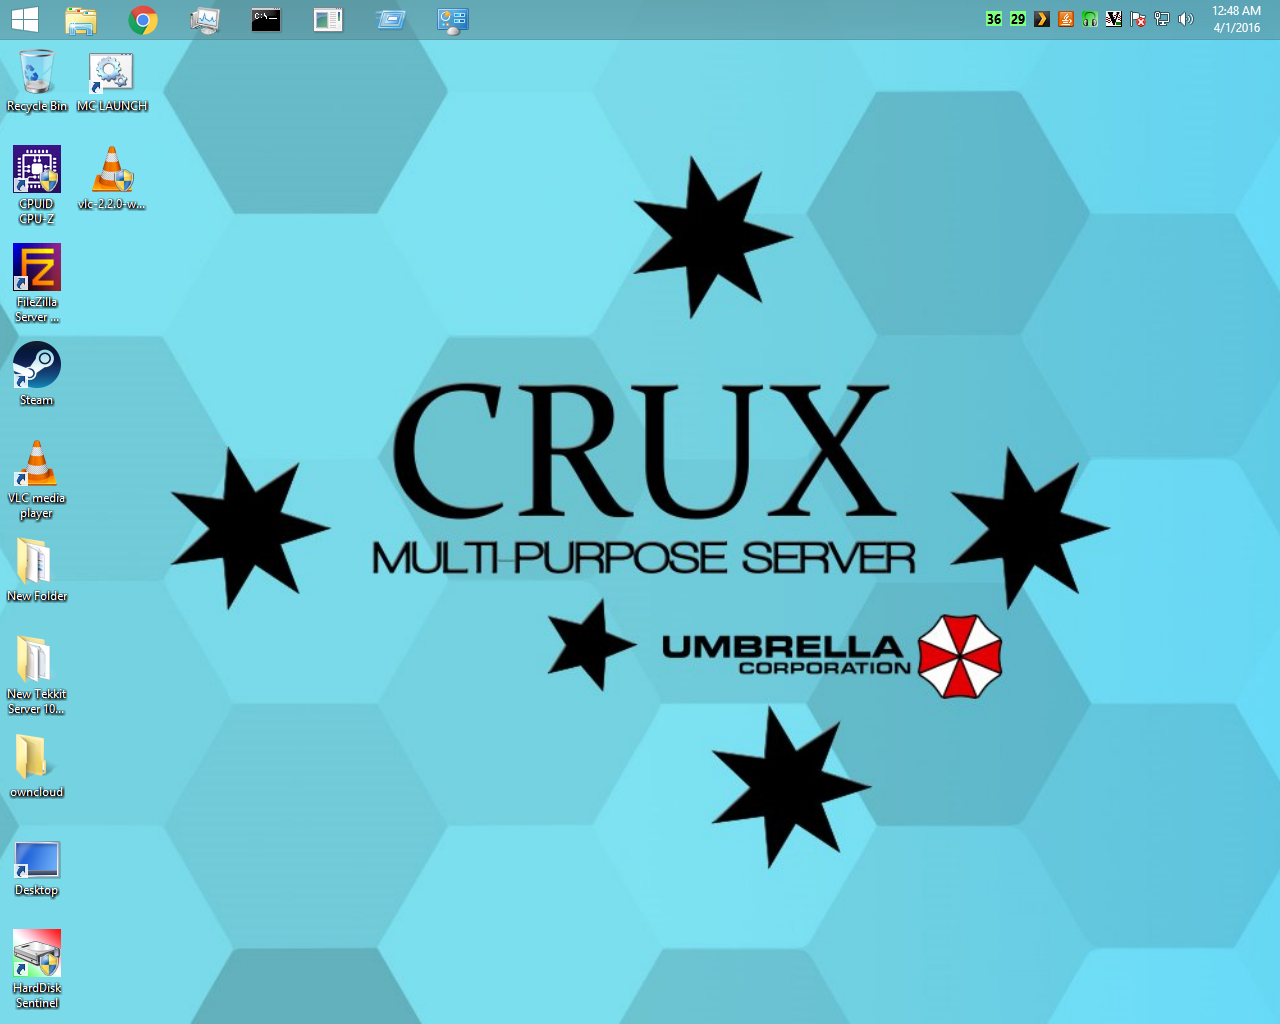 C:\
36
29
12:48 AM
4/1/2016
Recycle Bin
MC LAUNCH
CPUID
CPU-Z
vlc-2.2.0-w...
FileZilla
Server ...
Steam
VLC media
player
New Folder
New Tekkit
Server 10...
owncloud
Desktop
HardDisk
Sentinel
CRUX
MULTI-PURPOSE SERVER
UMBRELLA
CORPORATION